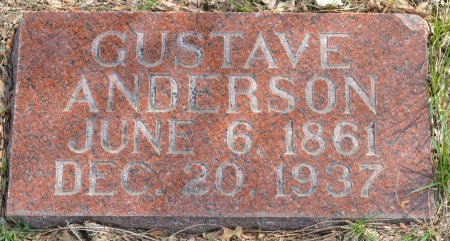 GUSTAVE
ANDERSON
JUNE 6, 1861
DEC. 20, 1937